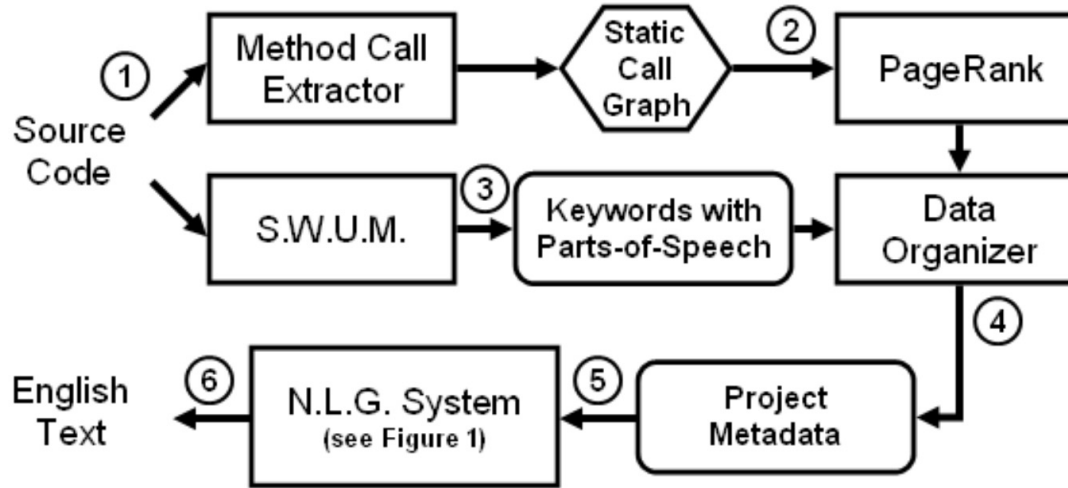 1
Method Call
Extractor
Static
Call
Graph
2
PageRank
Source
Code
S.W.U.M.
3
Keywords with
Parts-of-Speech
Data
Organizer
4
English
Text
6
N.L.G. System
(see Figure 1)
5
Project
Metadata